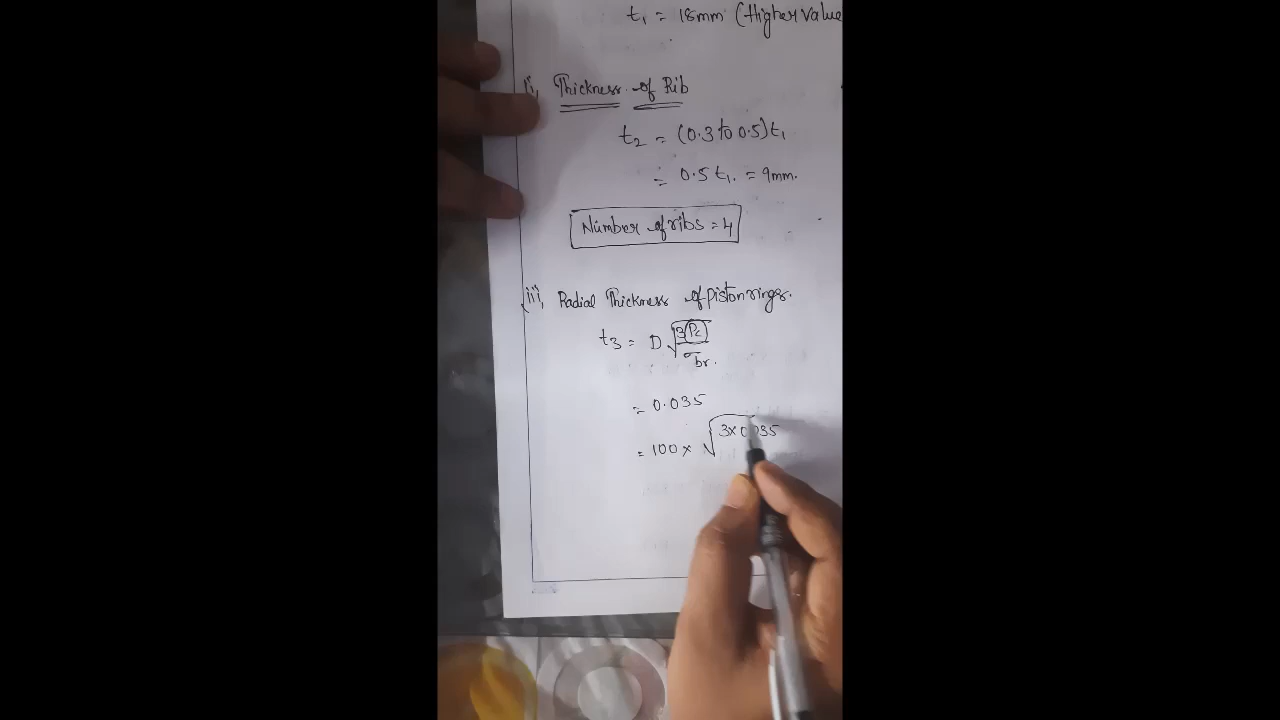 t₁ = 18mm (Higher value
ii, Thickness of Rib
t₂ = (0.3 to 0.5)t₁
= 0.5 t₁ = 9mm.
Number of ribs = 4
iii, Radial Thickness of piston rings.
t₃ = D √(3Pc/σbr.)
= 0.035
= 100 × √3×0.035